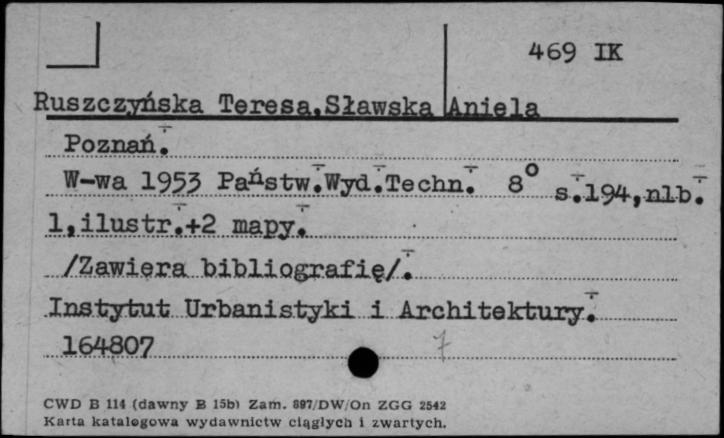 469 IK
Ruszczyńska Teresa,Sławska Aniela
Poznań.
W-wa 1953 Państw.Wyd.Techn. 8° s.194,nlb.
1,ilustr.+2 mapy.
/Zawiera bibliografię/.
Instytut Urbanistyki i Architektury.
164807 7
CWD B 114 (dawny B 15b) Zam. 897/DW/On ZGG 2542
Karta katalogowa wydawnictw ciągłych i zwartych.